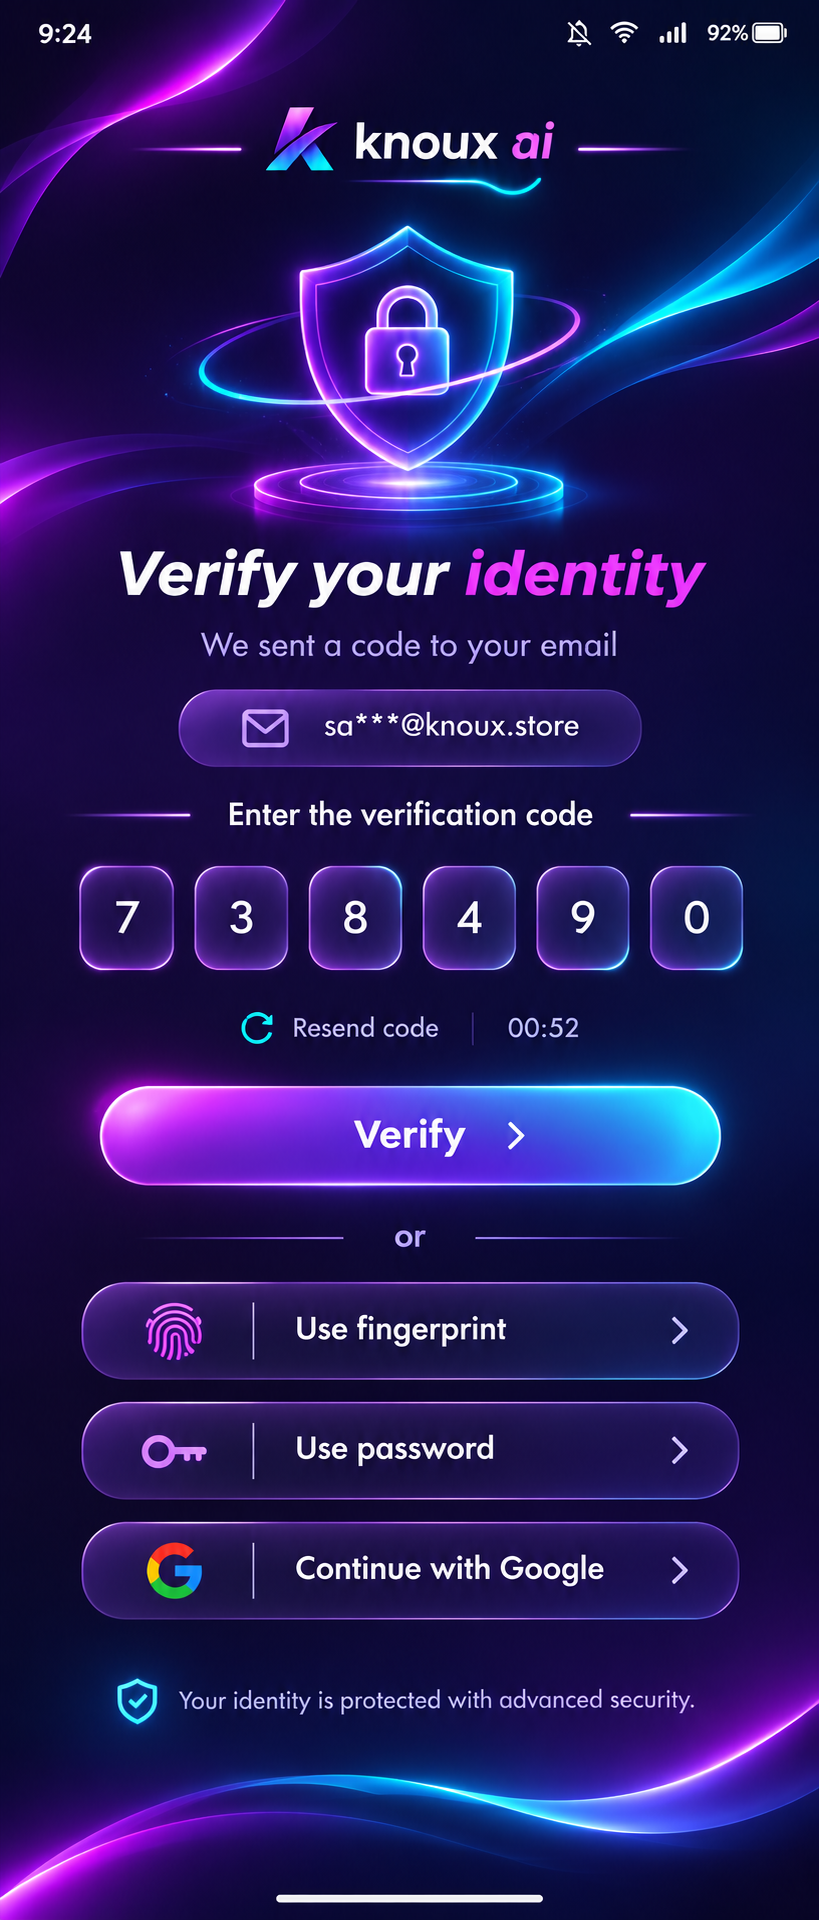 9:24 92%
knoux ai
Verify your identity
We sent a code to your email
sa***@knoux.store
Enter the verification code
7 3 8 4 9 0
Resend code 00:52
Verify
or
Use fingerprint
Use password
Continue with Google
Your identity is protected with advanced security.